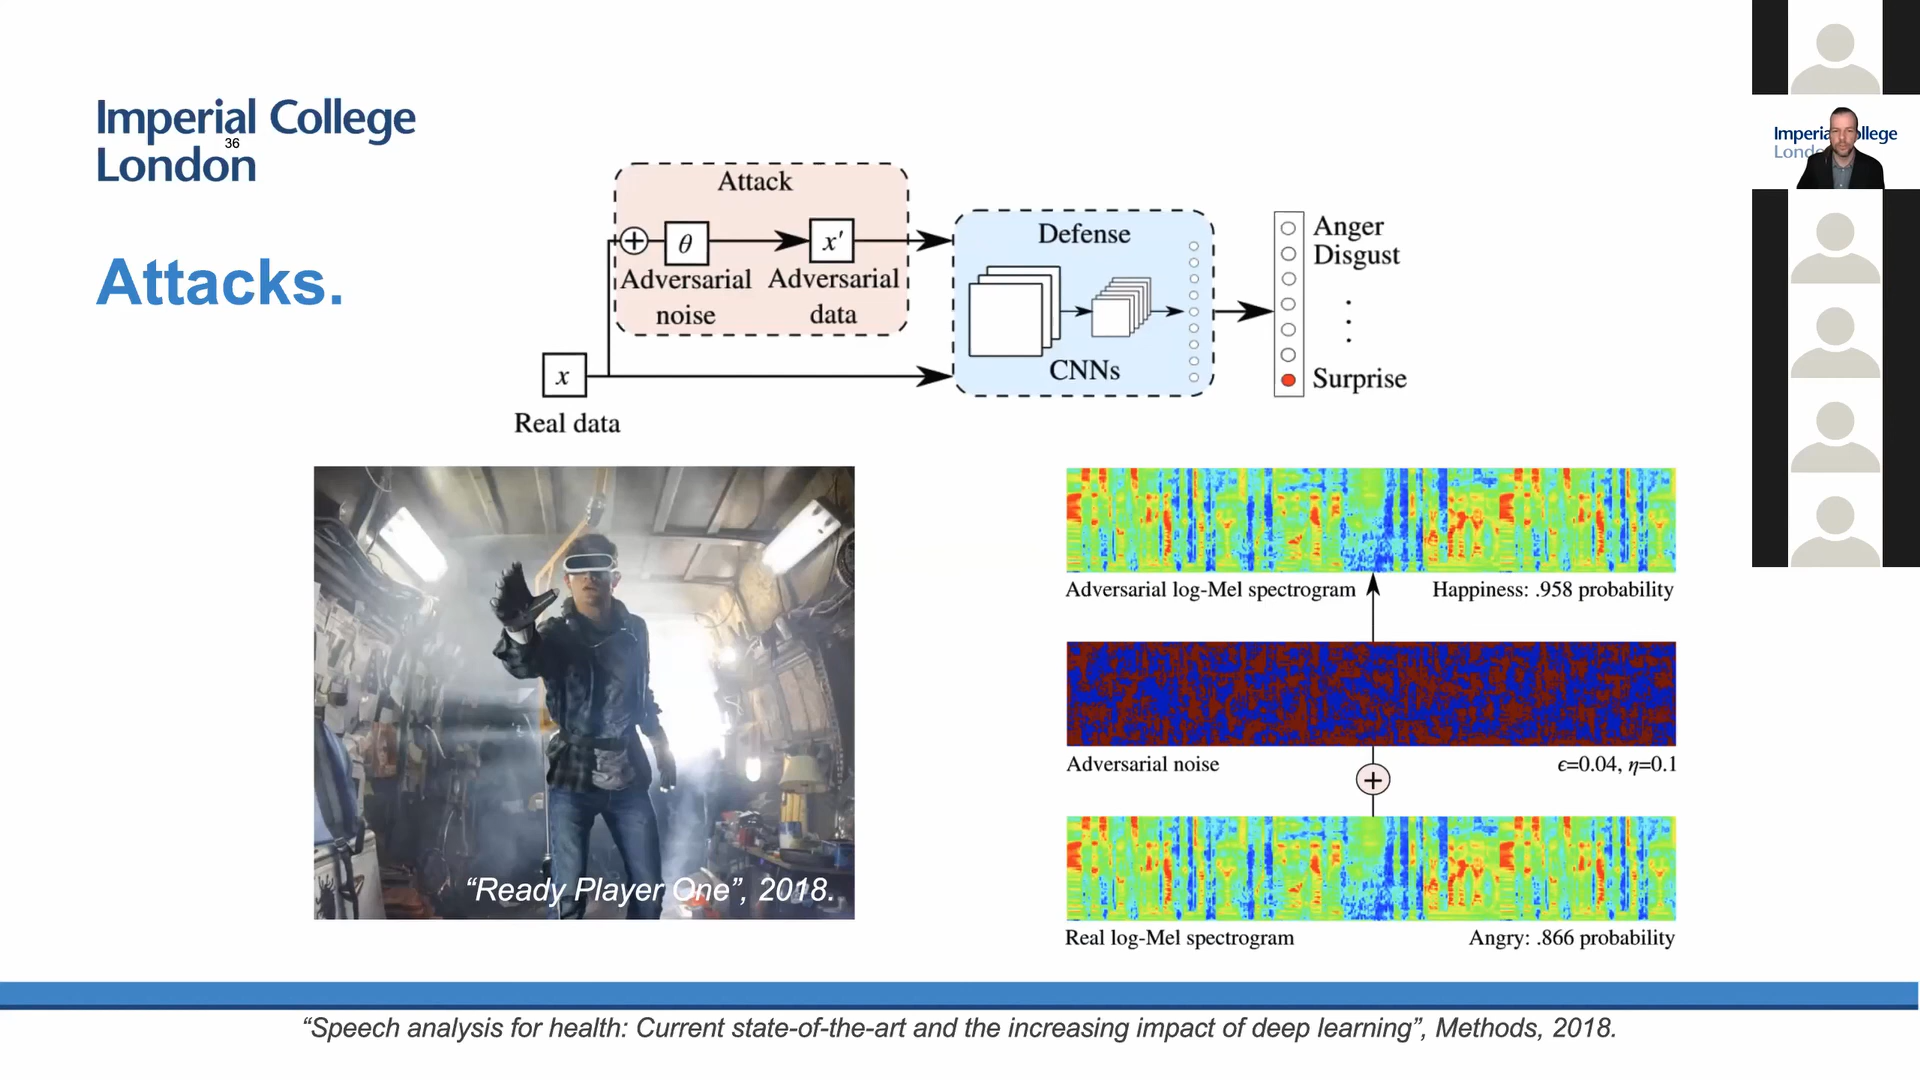 Imperial College
36
London
Attacks.
Attack
θ
x′
Adversarial
noise
Adversarial
data
x
Real data
Defense
CNNs
Anger
Disgust
Surprise
“Ready Player One”, 2018.
Adversarial log-Mel spectrogram
Happiness: .958 probability
Adversarial noise
ϵ=0.04, η=0.1
Real log-Mel spectrogram
Angry: .866 probability
“Speech analysis for health: Current state-of-the-art and the increasing impact of deep learning”, Methods, 2018.